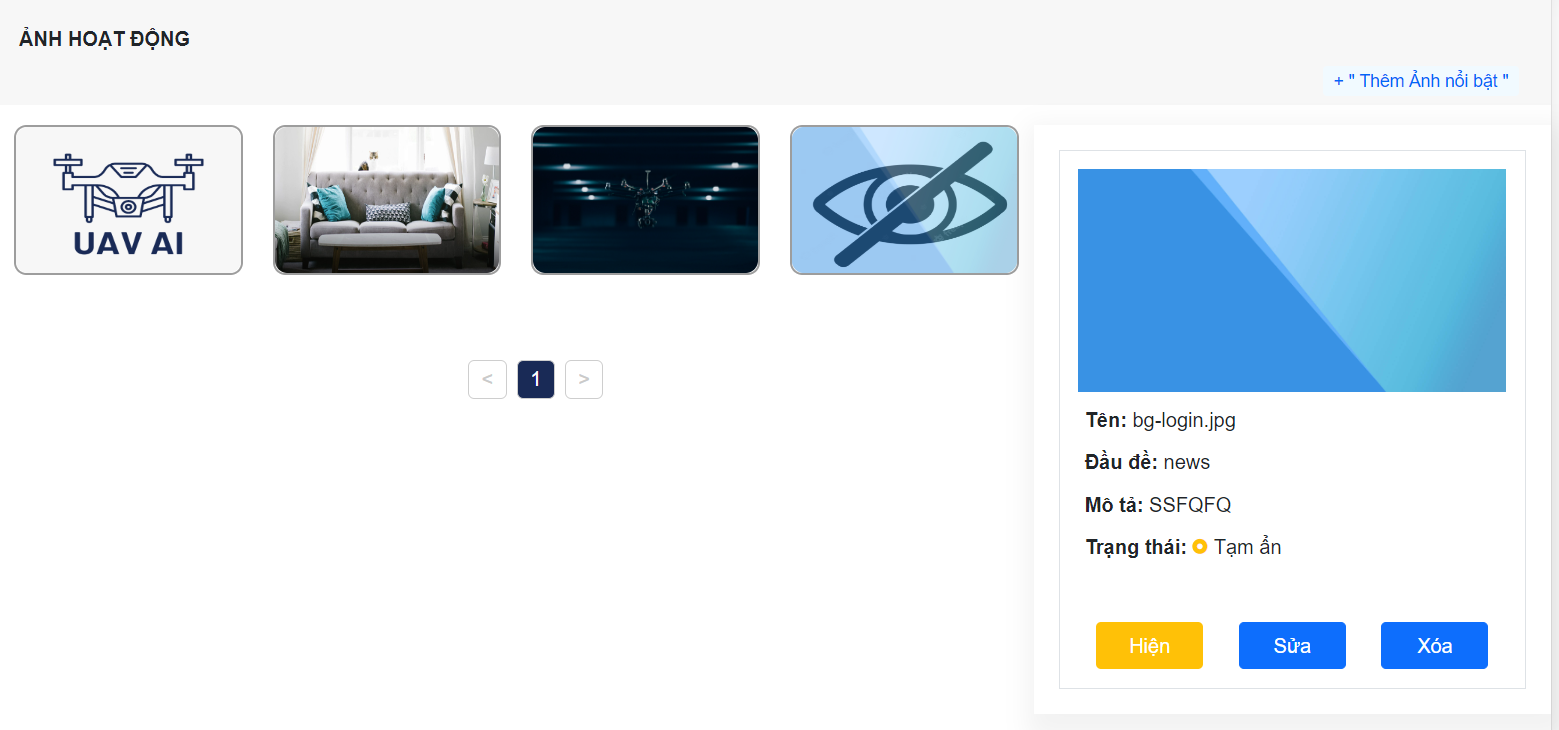 ẢNH HOẠT ĐỘNG
+ " Thêm Ảnh nổi bật "
UAV AI
< 1 >
Tên: bg-login.jpg
Đầu đề: news
Mô tả: SSFQFQ
Trạng thái: Tạm ẩn
Hiện Sửa Xóa